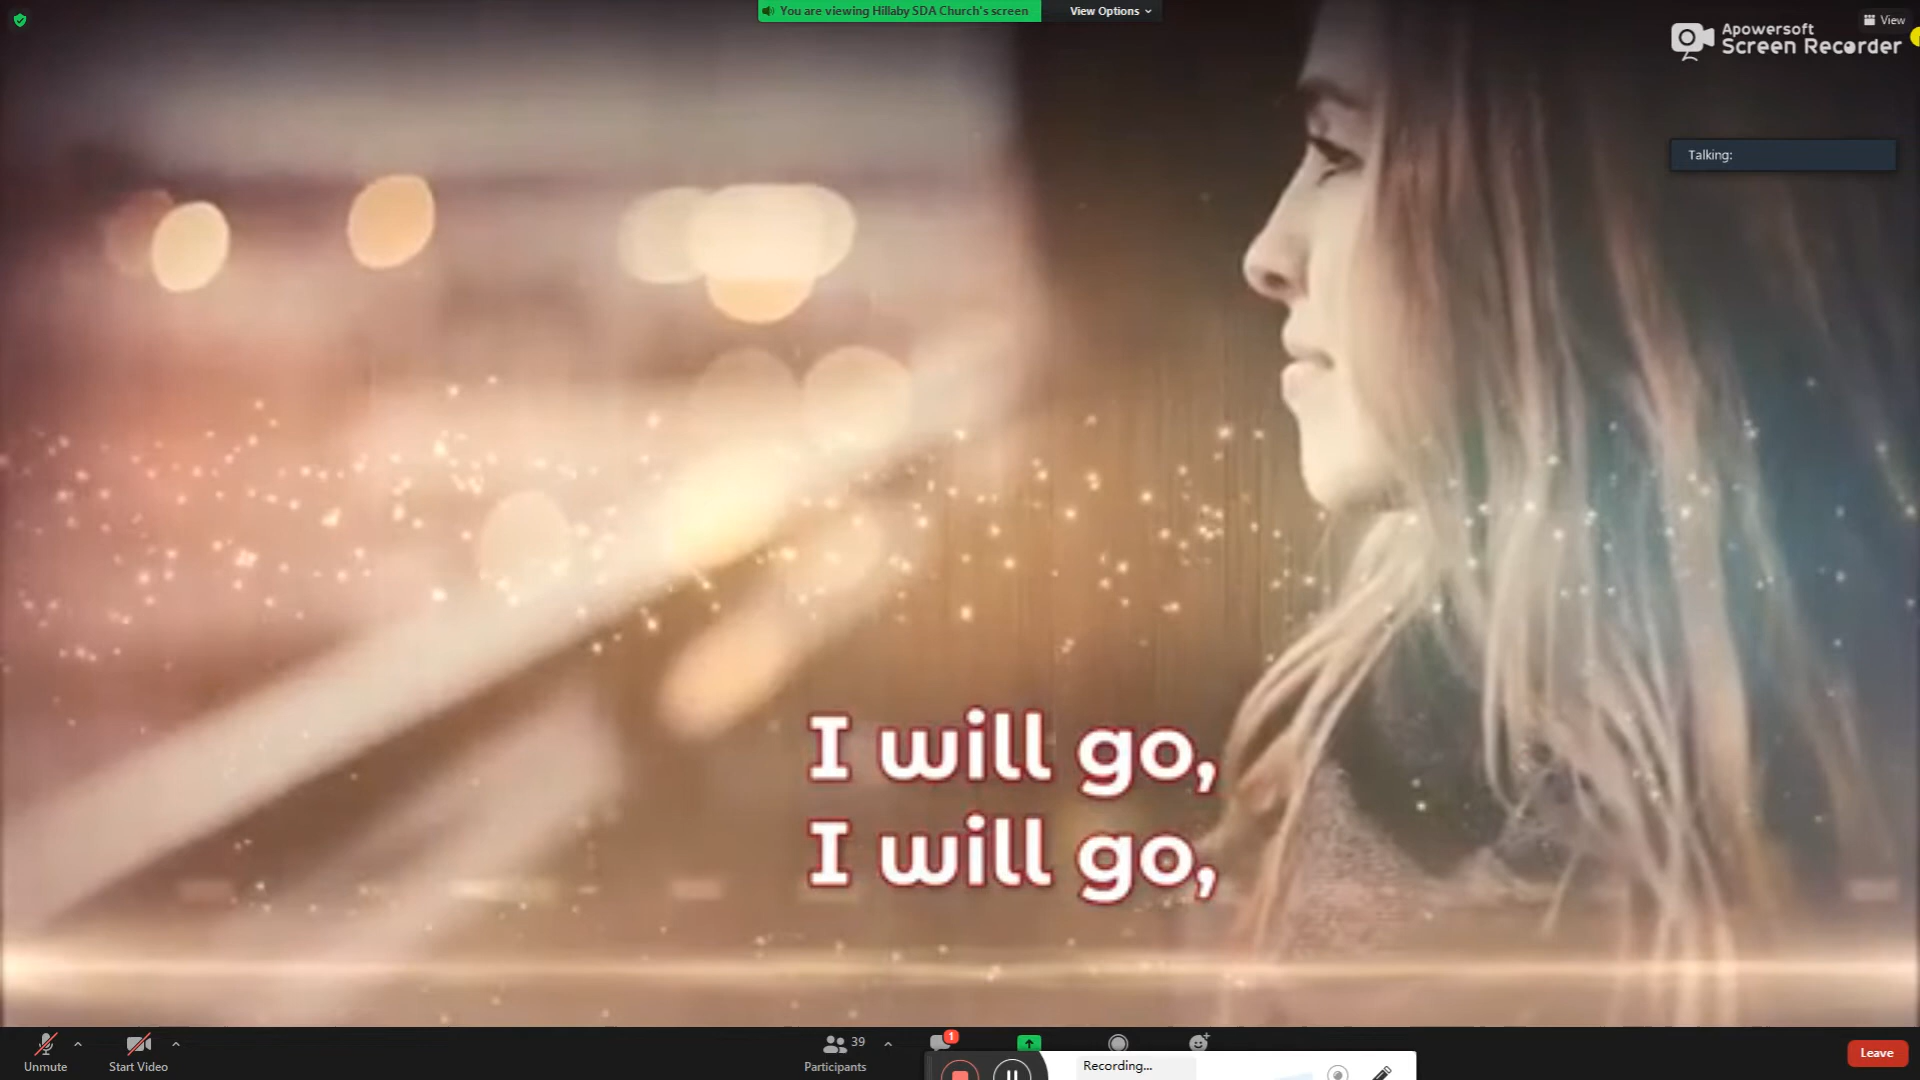 You are viewing Hillaby SDA Church's screen
View Options
View
Apowersoft
Screen Recorder
Talking:
I will go,
I will go,
Unmute
Start Video
39
Participants
1
Recording...
Leave